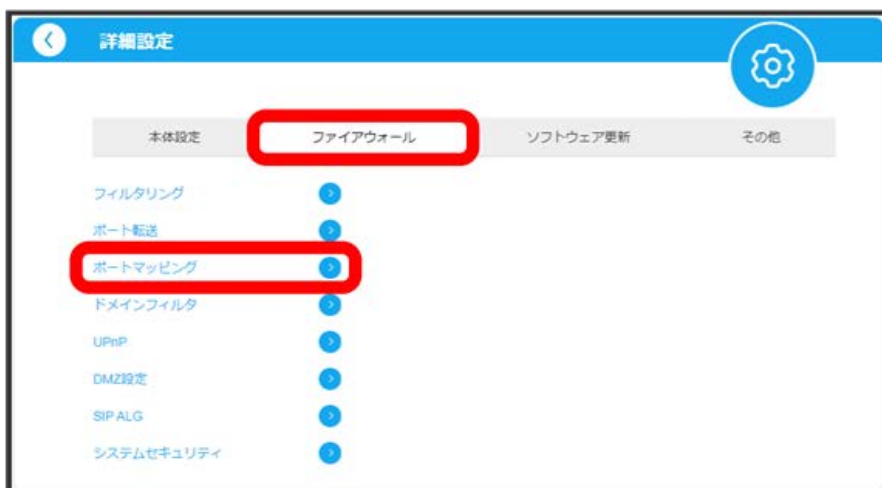 詳細設定
本体設定 ファイアウォール ソフトウェア更新 その他
フィルタリング
ポート転送
ポートマッピング
ドメインフィルタ
UPnP
DMZ設定
SIP ALG
システムセキュリティ